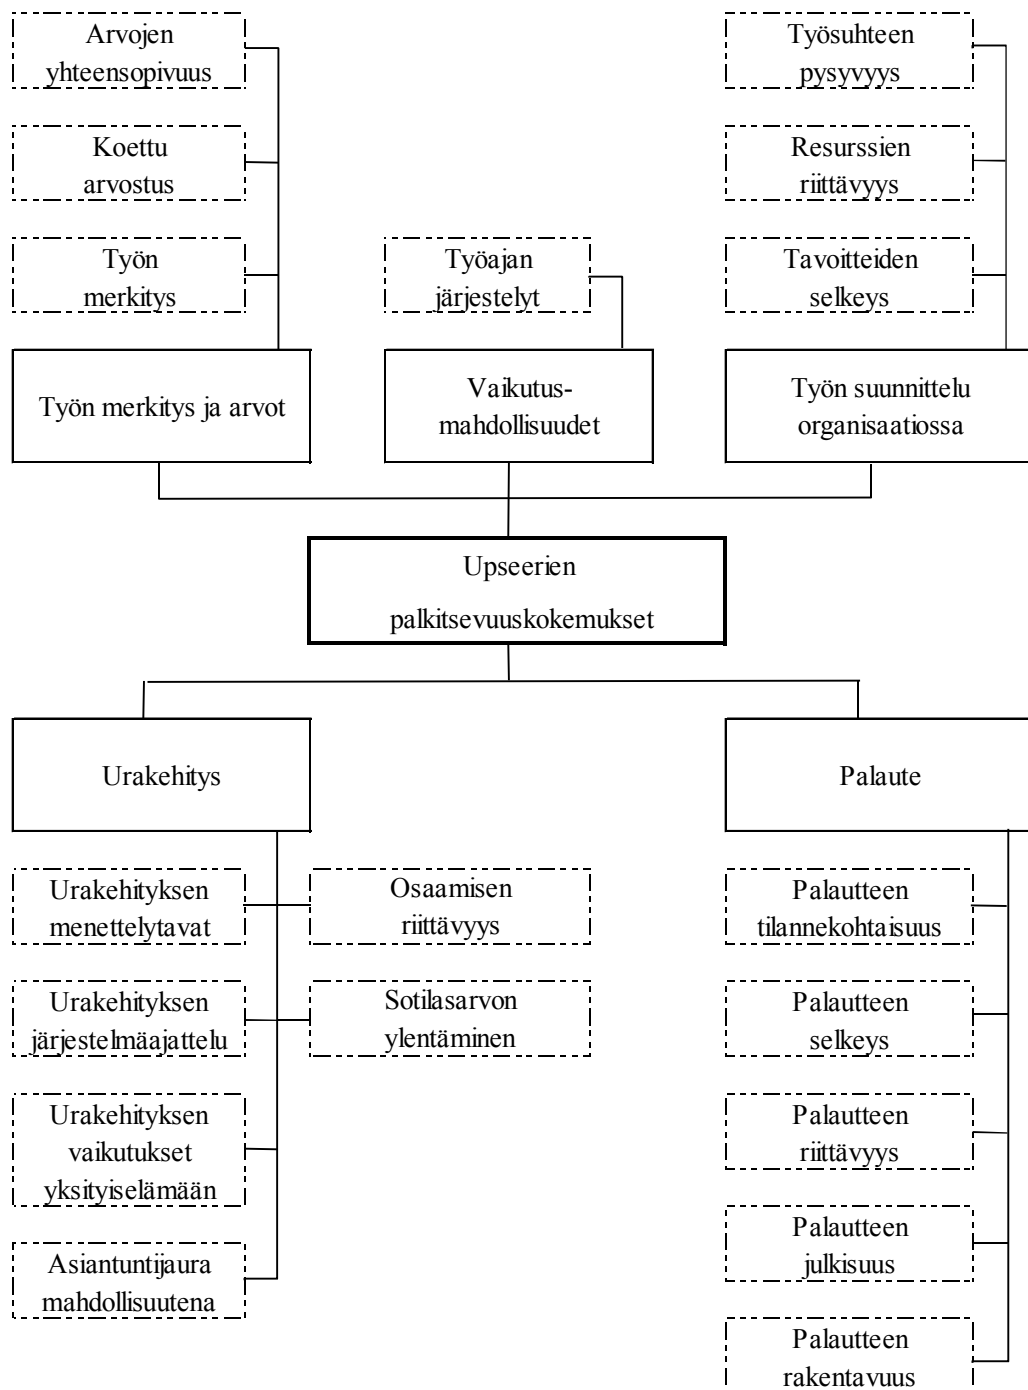 Arvojen
yhteensopivuus
Työsuhteen
pysyvyys
Koettu
arvostus
Resurssien
riittävyys
Työn
merkitys
Työajan
järjestelyt
Tavoitteiden
selkeys
Työn merkitys ja arvot
Vaikutus-
mahdollisuudet
Työn suunnittelu
organisaatiossa
Upseerien
palkitsevuuskokemukset
Urakehitys
Palaute
Urakehityksen
menettelytavat
Osaamisen
riittävyys
Palautteen
tilannekohtaisuus
Urakehityksen
järjestelmäajattelu
Sotilasarvon
ylentäminen
Palautteen
selkeys
Urakehityksen
vaikutukset
yksityiselämään
Palautteen
riittävyys
Asiantuntijaura
mahdollisuutena
Palautteen
julkisuus
Palautteen
rakentavuus